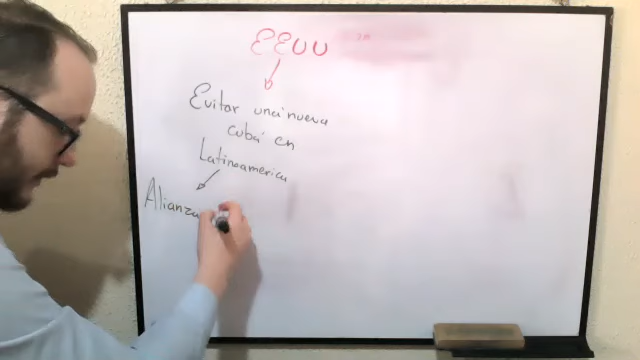 EEUU
Evitar una nueva
cuba en
Latinoamerica
Alianza